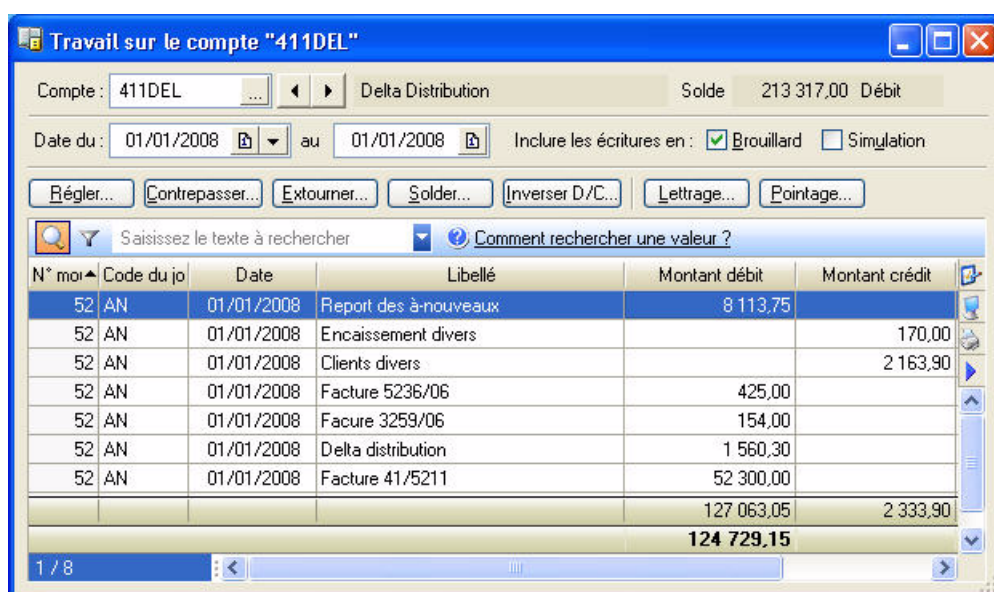 Travail sur le compte "411DEL"
Compte : 411DEL ... Delta Distribution Solde 213 317,00 Débit
Date du : 01/01/2008 au 01/01/2008 Inclure les écritures en : Brouillard Simulation
Régler... Contrepasser... Extourner... Solder... Inverser D/C... Lettrage... Pointage...
Saisissez le texte à rechercher Comment rechercher une valeur ?
N° mou Code du jo Date Libellé Montant débit Montant crédit
52 AN 01/01/2008 Report des à-nouveaux 8 113,75
52 AN 01/01/2008 Encaissement divers 170,00
52 AN 01/01/2008 Clients divers 2 163,90
52 AN 01/01/2008 Facture 5236/06 425,00
52 AN 01/01/2008 Facure 3259/06 154,00
52 AN 01/01/2008 Delta distribution 1 560,30
52 AN 01/01/2008 Facture 41/5211 52 300,00
127 063,05 2 333,90
124 729,15
1 / 8